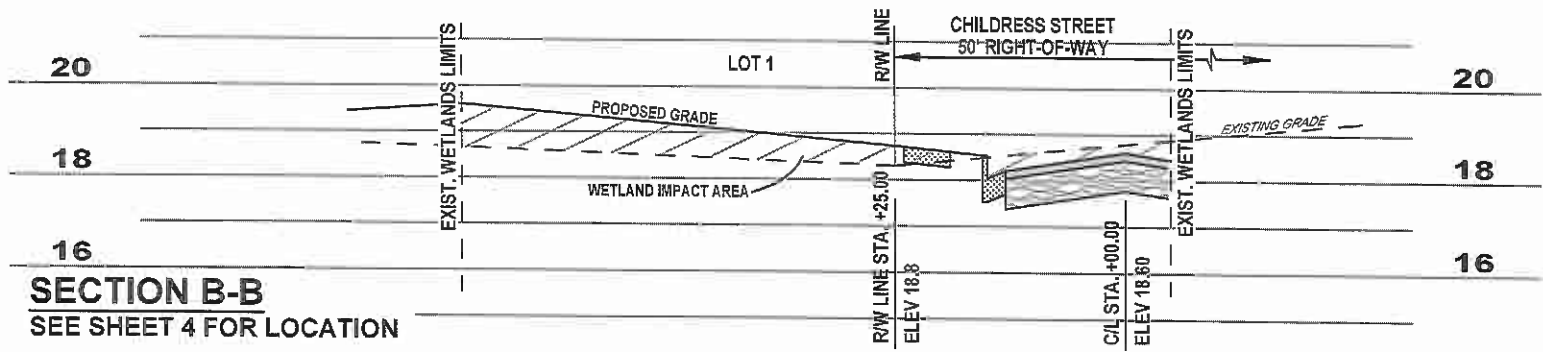 CHILDRESS STREET
50' RIGHT-OF-WAY
LOT 1
R/W LINE
EXIST. WETLANDS LIMITS
EXIST. WETLANDS LIMITS
20
20
PROPOSED GRADE
EXISTING GRADE
18
18
WETLAND IMPACT AREA
16
16
R/W LINE STA. +25.00
ELEV 18.8
C/L STA. +00.00
ELEV 18.60
SECTION B-B
SEE SHEET 4 FOR LOCATION